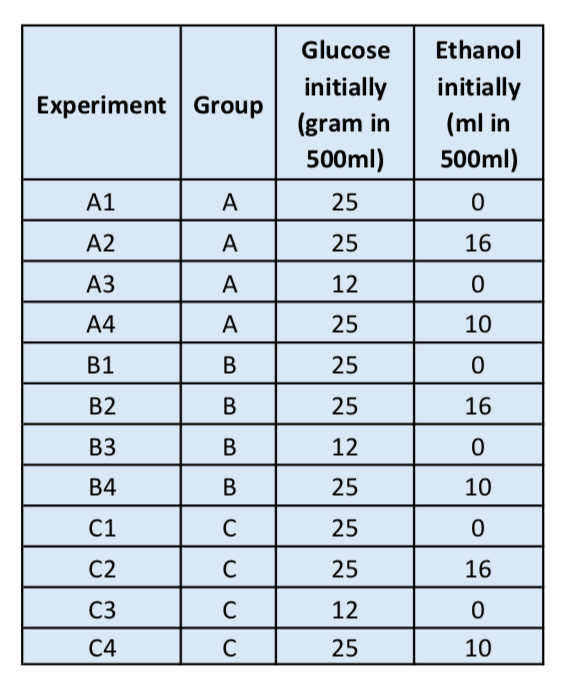 Experiment Group Glucose initially (gram in 500ml) Ethanol initially (ml in 500ml)
A1 A 25 0
A2 A 25 16
A3 A 12 0
A4 A 25 10
B1 B 25 0
B2 B 25 16
B3 B 12 0
B4 B 25 10
C1 C 25 0
C2 C 25 16
C3 C 12 0
C4 C 25 10